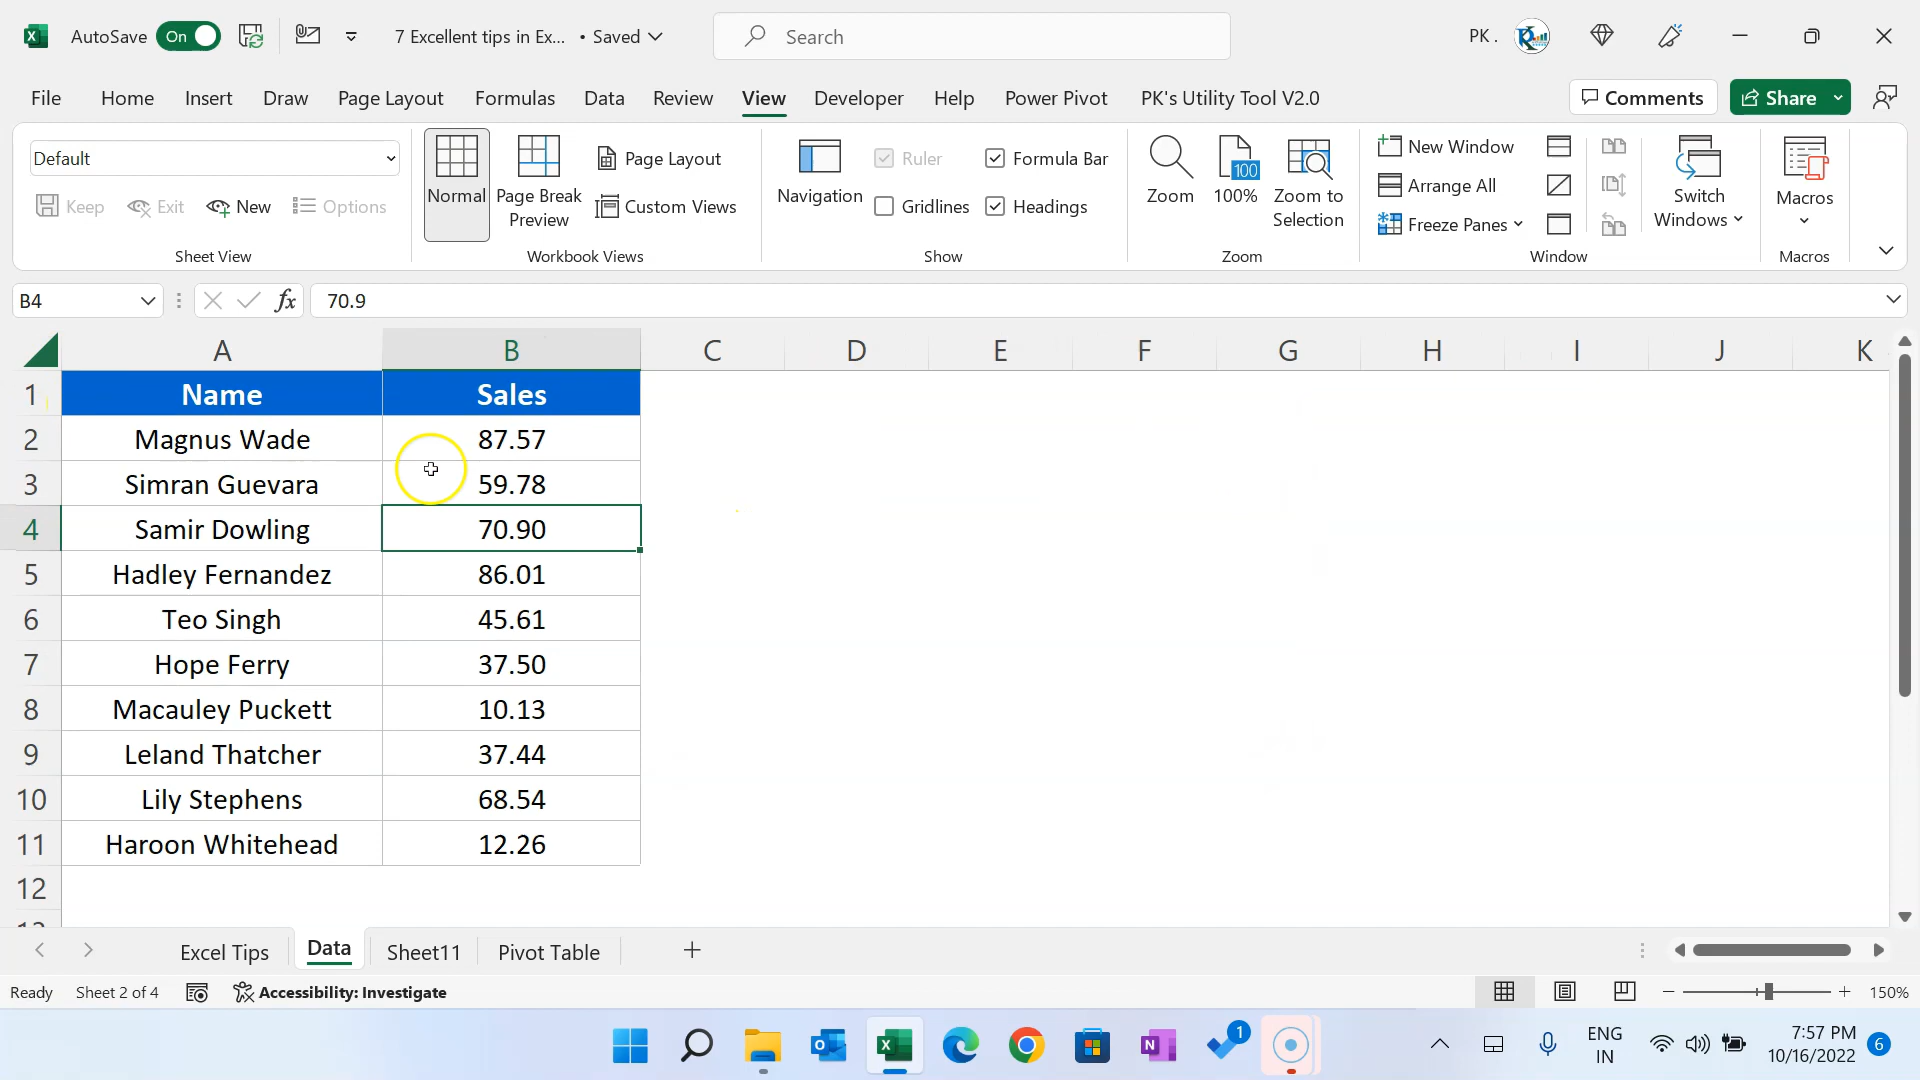 AutoSave On 7 Excellent tips in Ex... • Saved Search PK .
File Home Insert Draw Page Layout Formulas Data Review View Developer Help Power Pivot PK's Utility Tool V2.0 Comments Share
Default
Keep Exit New Options
Sheet View
Normal
Page Break
Preview
Page Layout
Custom Views
Workbook Views
Navigation
Ruler Formula Bar
Gridlines Headings
Show
Zoom
100
100%
Zoom to
Selection
Zoom
New Window
Arrange All
Freeze Panes
Switch
Windows
Window
Macros
Macros
B4 fx 70.9
A B C D E F G H I J K
1 Name Sales
2 Magnus Wade 87.57
3 Simran Guevara 59.78
4 Samir Dowling 70.90
5 Hadley Fernandez 86.01
6 Teo Singh 45.61
7 Hope Ferry 37.50
8 Macauley Puckett 10.13
9 Leland Thatcher 37.44
10 Lily Stephens 68.54
11 Haroon Whitehead 12.26
12
Excel Tips Data Sheet11 Pivot Table
Ready Sheet 2 of 4 Accessibility: Investigate 150%
1
ENG
IN
7:57 PM
10/16/2022
6